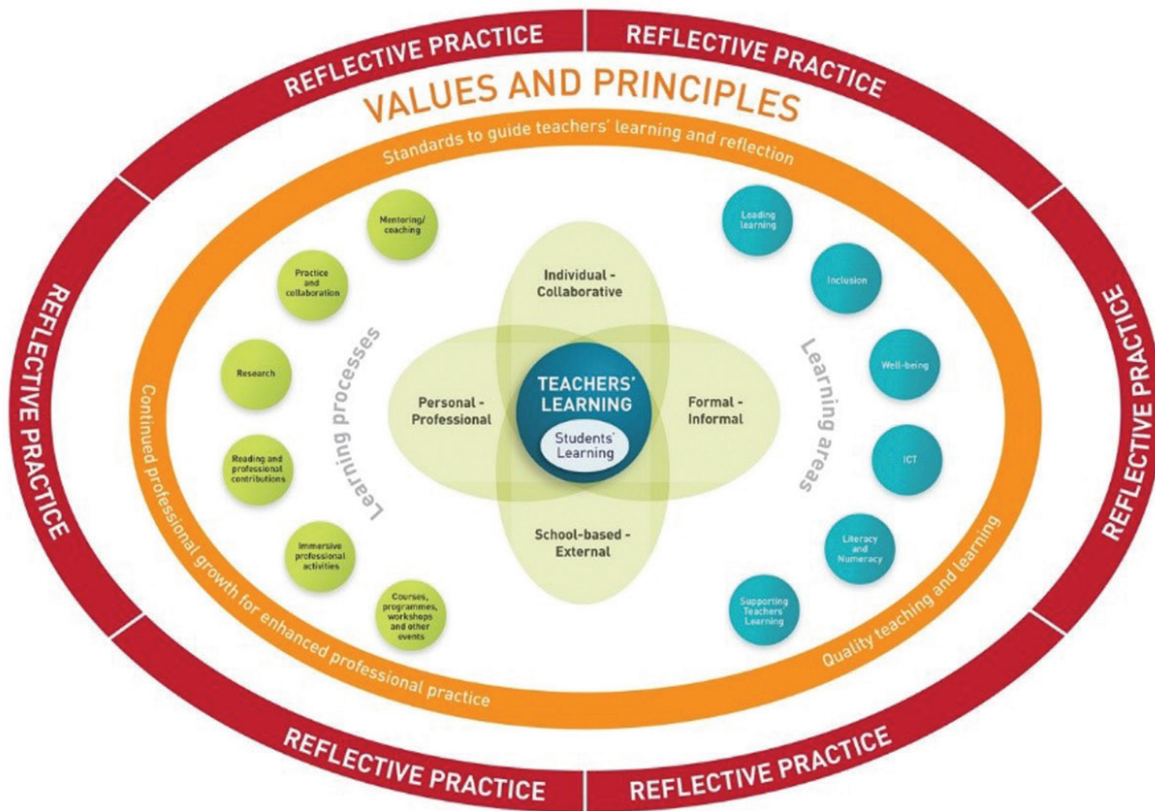 REFLECTIVE PRACTICE
REFLECTIVE PRACTICE
VALUES AND PRINCIPLES
Standards to guide teachers' learning and reflection
Mentoring/
coaching
Practice
and
collaboration
Research
Reading and
professional
contributions
Immersive
professional
activities
Courses,
programmes,
workshops
and other
events
Learning processes
Individual -
Collaborative
Personal -
Professional
TEACHERS'
LEARNING
Students'
Learning
Formal -
Informal
School-based -
External
Learning areas
Leading
learning
Inclusion
Well-being
ICT
Literacy
and
Numeracy
Supporting
Teachers'
Learning
Continued professional growth for enhanced professional practice
Quality teaching and learning
REFLECTIVE PRACTICE
REFLECTIVE PRACTICE
REFLECTIVE PRACTICE
REFLECTIVE PRACTICE